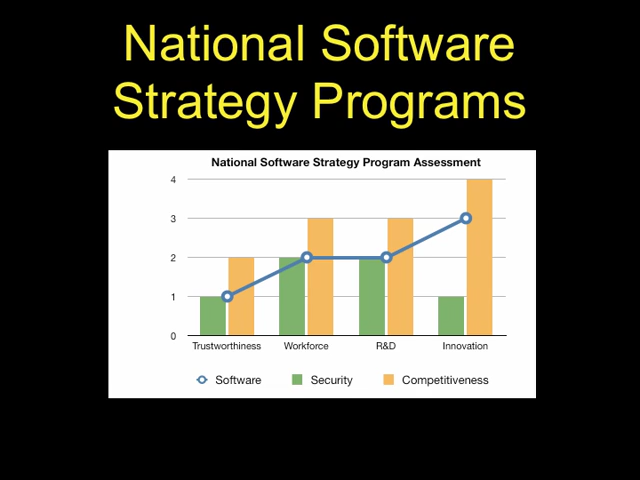 National Software
Strategy Programs
National Software Strategy Program Assessment
4
3
2
1
0
Trustworthiness Workforce R&D Innovation
Software Security Competitiveness